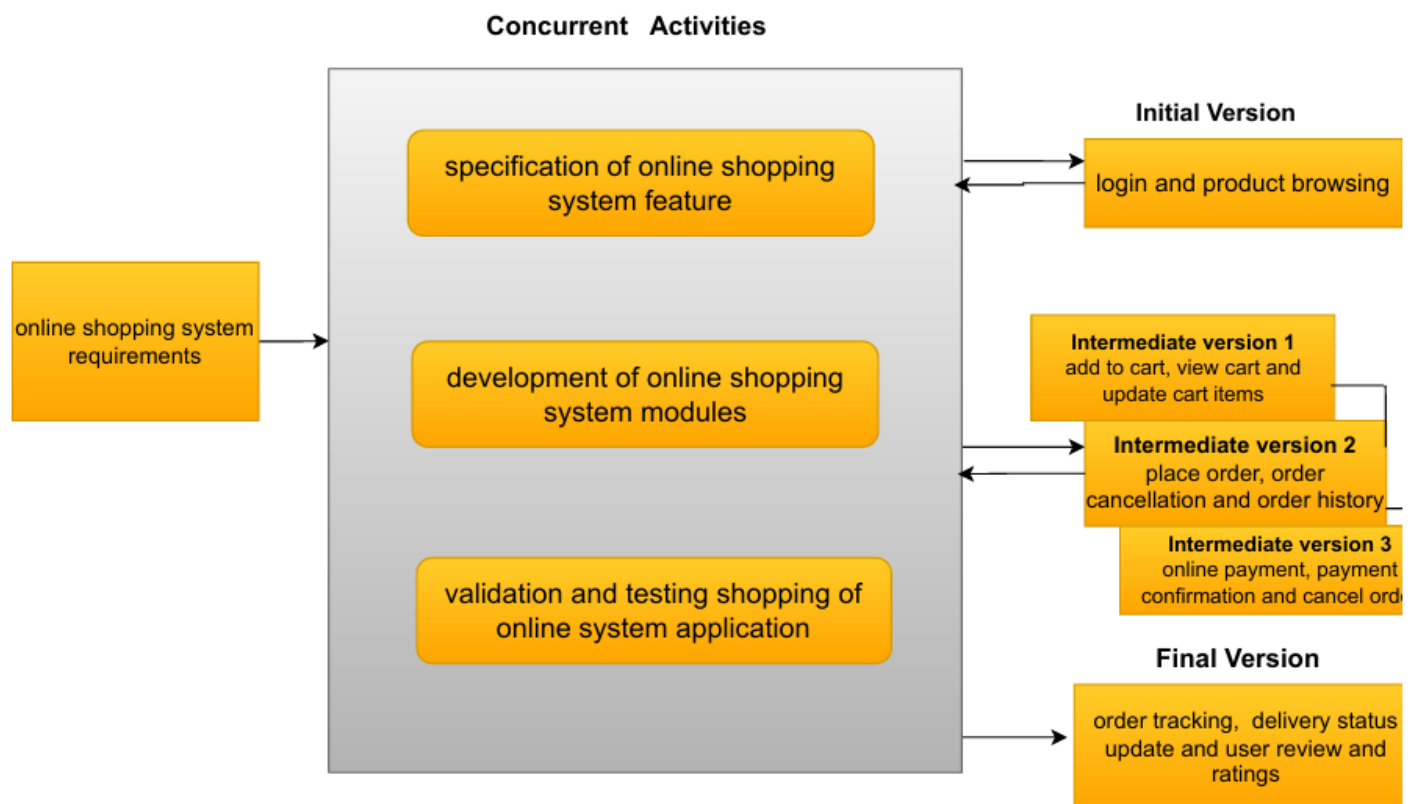 Concurrent Activities
online shopping system
requirements
specification of online shopping
system feature
development of online shopping
system modules
validation and testing shopping of
online system application
Initial Version
login and product browsing
Intermediate version 1
add to cart, view cart and
update cart items
Intermediate version 2
place order, order
cancellation and order history
Intermediate version 3
online payment, payment
confirmation and cancel
Final Version
order tracking, delivery status
update and user review and
ratings